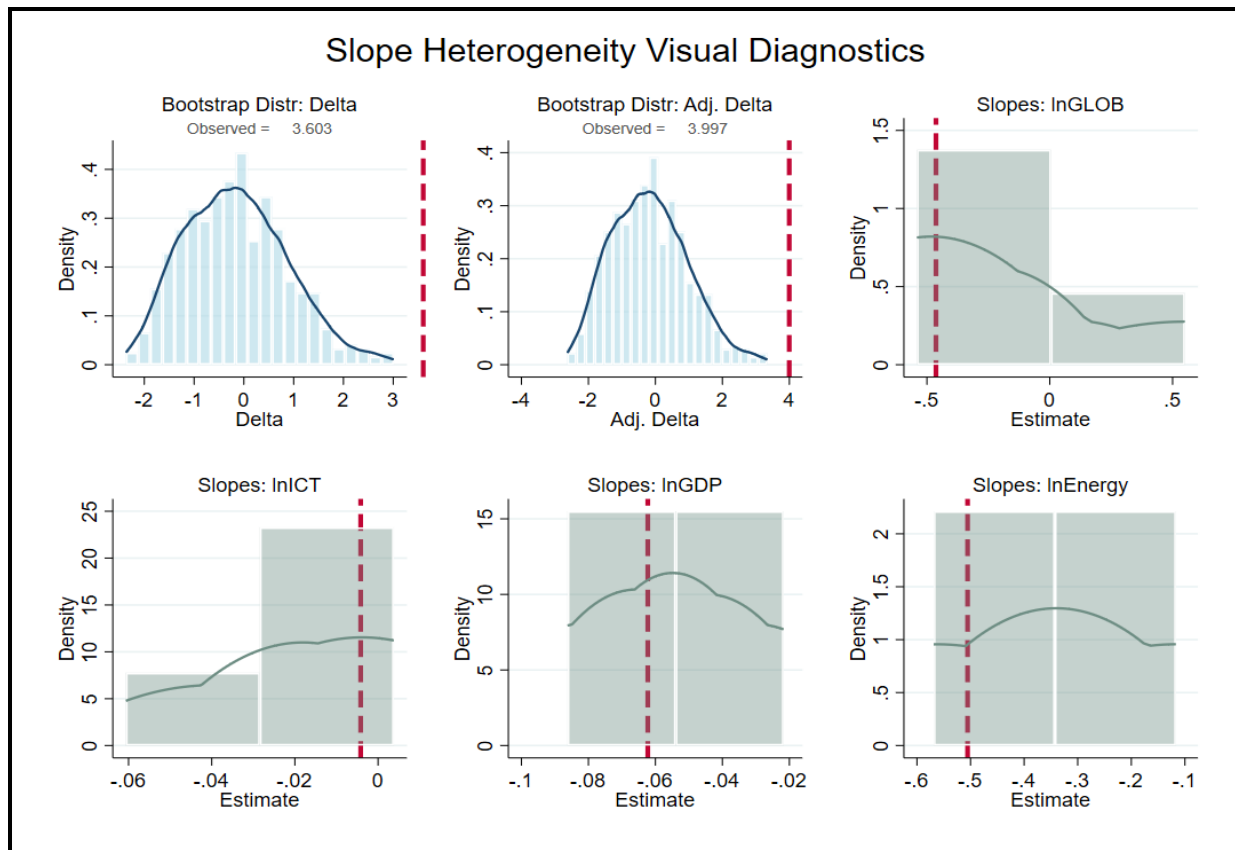 Slope Heterogeneity Visual Diagnostics
Bootstrap Distr: Delta
Observed = 3.603
Density
.4
.3
.2
.1
0
-2
-1
0
1
2
3
Delta
Bootstrap Distr: Adj. Delta
Observed = 3.997
Density
.4
.3
.2
.1
0
-4
-2
0
2
4
Adj. Delta
Slopes: lnGLOB
Density
1.5
1
.5
0
-.5
0
.5
Estimate
Slopes: lnICT
Density
25
20
15
10
5
0
-.06
-.04
-.02
0
Estimate
Slopes: lnGDP
Density
15
10
5
0
-.1
-.08
-.06
-.04
-.02
Estimate
Slopes: lnEnergy
Density
2
1.5
1
.5
0
-.6
-.5
-.4
-.3
-.2
-.1
Estimate